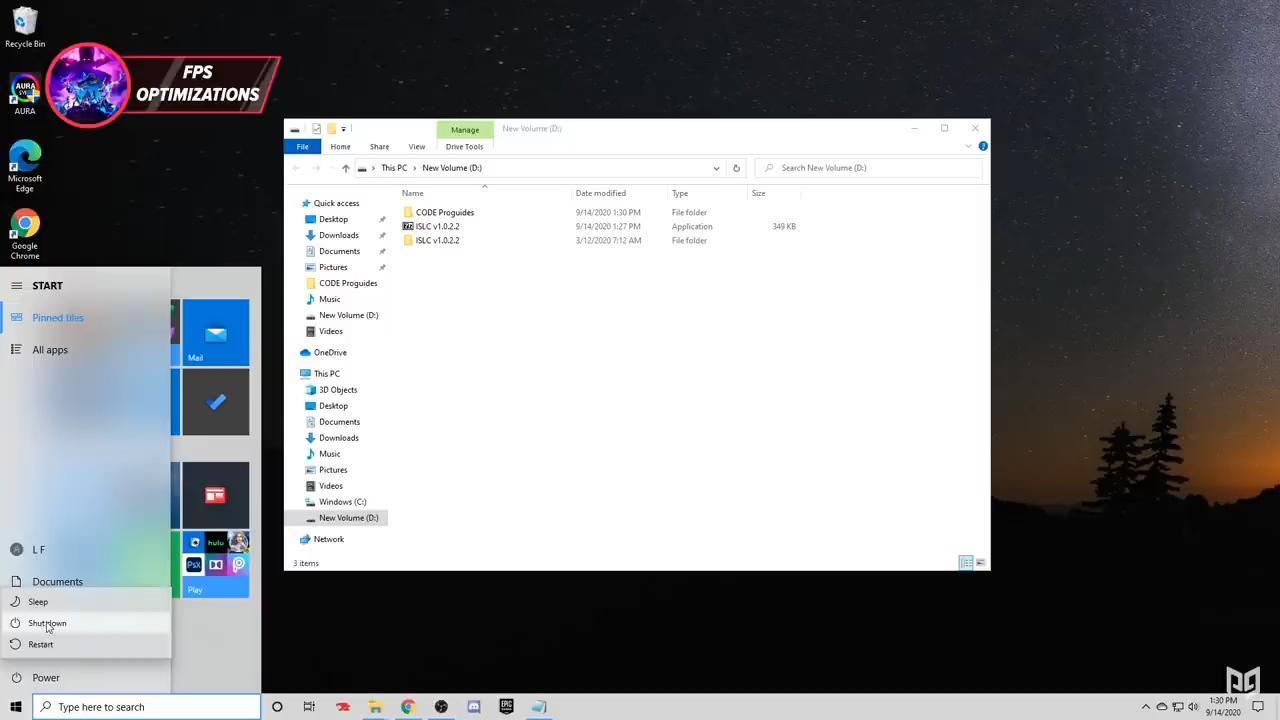 Recycle Bin
FPS
OPTIMIZATIONS
AURA
AURA
Microsoft
Edge
Google
Chrome
Manage
New Volume (D:)
File
Home
Share
View
Drive Tools
This PC
New Volume (D:)
Search New Volume (D:)
Name
Date modified
Type
Size
CODE Proguides
9/14/2020 1:30 PM
File folder
ISLC v1.0.2.2
9/14/2020 1:27 PM
Application
349 KB
ISLC v1.0.2.2
3/12/2020 7:12 AM
File folder
Quick access
Desktop
Downloads
Documents
Pictures
CODE Proguides
Music
New Volume (D:)
Videos
OneDrive
This PC
3D Objects
Desktop
Documents
Downloads
Music
Pictures
Videos
Windows (C:)
New Volume (D:)
Network
3 items
START
Pinned tiles
All apps
L F
Documents
Sleep
Shut down
Restart
Power
Mail
hulu
Psx
Play
Type here to search
EPIC
1:30 PM
9/14/2020